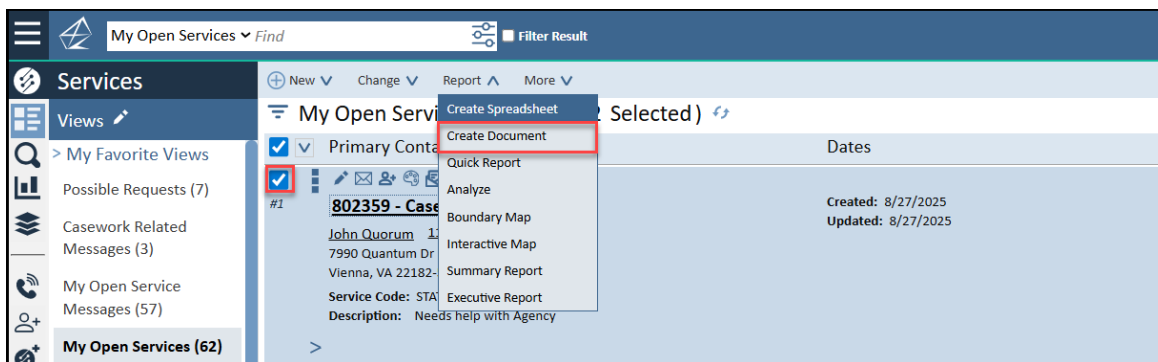 My Open Services Find Filter Result
Services
New Change Report More
Views
My Open Servi 2 Selected)
Create Spreadsheet
Create Document
Quick Report
Analyze
Boundary Map
Interactive Map
Summary Report
Executive Report
> My Favorite Views
Possible Requests (7)
Casework Related
Messages (3)
My Open Service
Messages (57)
My Open Services (62)
Primary Conta Dates
#1
802359 - Case
John Quorum
7990 Quantum Dr
Vienna, VA 22182-
Service Code: STA
Description: Needs help with Agency
Created: 8/27/2025
Updated: 8/27/2025
>